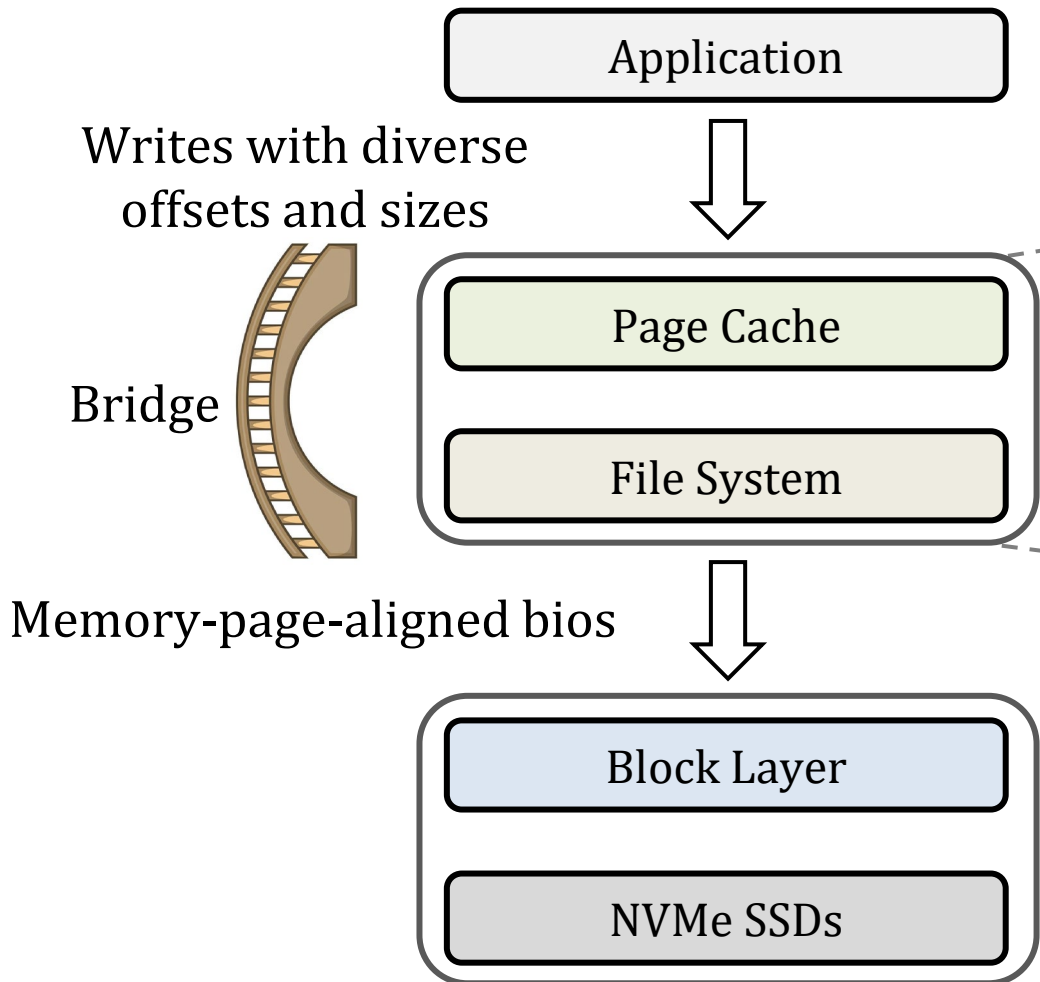 Application
Writes with diverse
offsets and sizes
Page Cache
Bridge
File System
Memory-page-aligned bios
Block Layer
NVMe SSDs